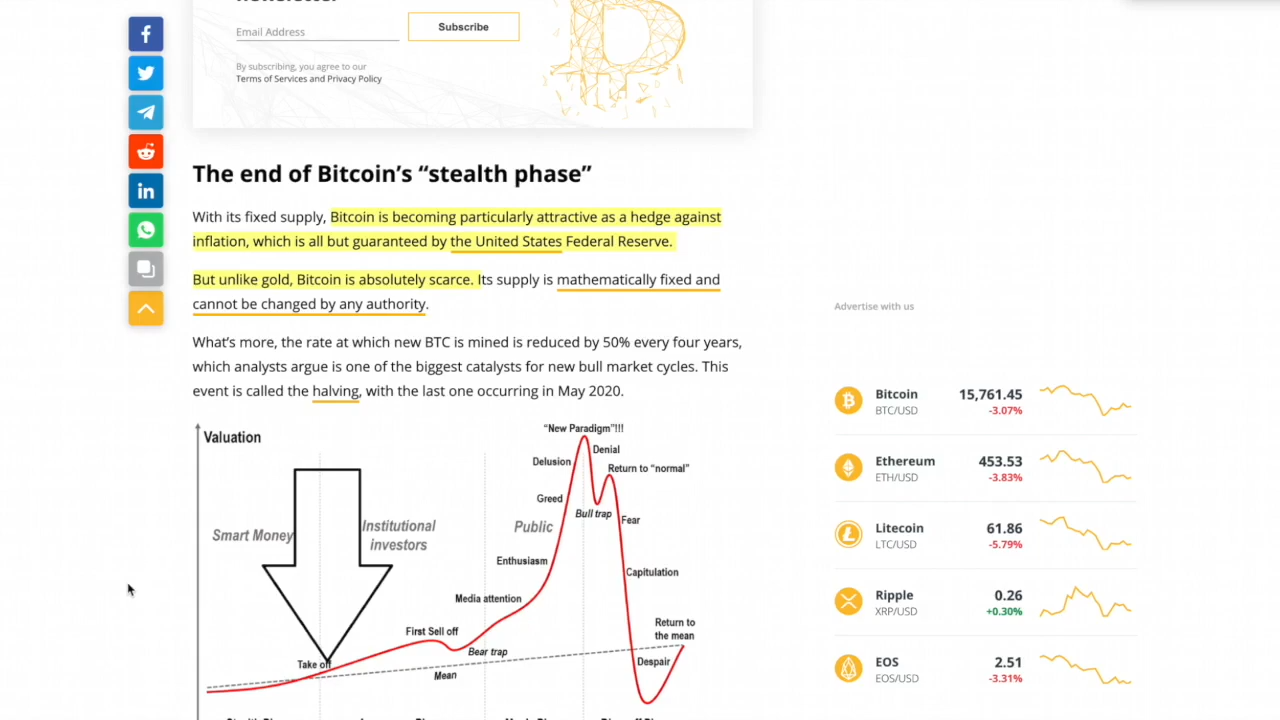 Email Address
Subscribe
By subscribing, you agree to our
Terms of Services and Privacy Policy
The end of Bitcoin’s “stealth phase”
With its fixed supply, Bitcoin is becoming particularly attractive as a hedge against
inflation, which is all but guaranteed by the United States Federal Reserve.
But unlike gold, Bitcoin is absolutely scarce. Its supply is mathematically fixed and
cannot be changed by any authority.
What’s more, the rate at which new BTC is mined is reduced by 50% every four years,
which analysts argue is one of the biggest catalysts for new bull market cycles. This
event is called the halving, with the last one occurring in May 2020.
Valuation
“New Paradigm”!!!
Denial
Delusion
Return to “normal”
Greed
Bull trap
Fear
Smart Money
Institutional
investors
Public
Enthusiasm
Capitulation
Media attention
First Sell off
Return to
the mean
Bear trap
Take off
Mean
Despair
Advertise with us
Bitcoin 15,761.45
BTC/USD -3.07%
Ethereum 453.53
ETH/USD -3.83%
Litecoin 61.86
LTC/USD -5.79%
Ripple 0.26
XRP/USD +0.30%
EOS 2.51
EOS/USD -3.31%